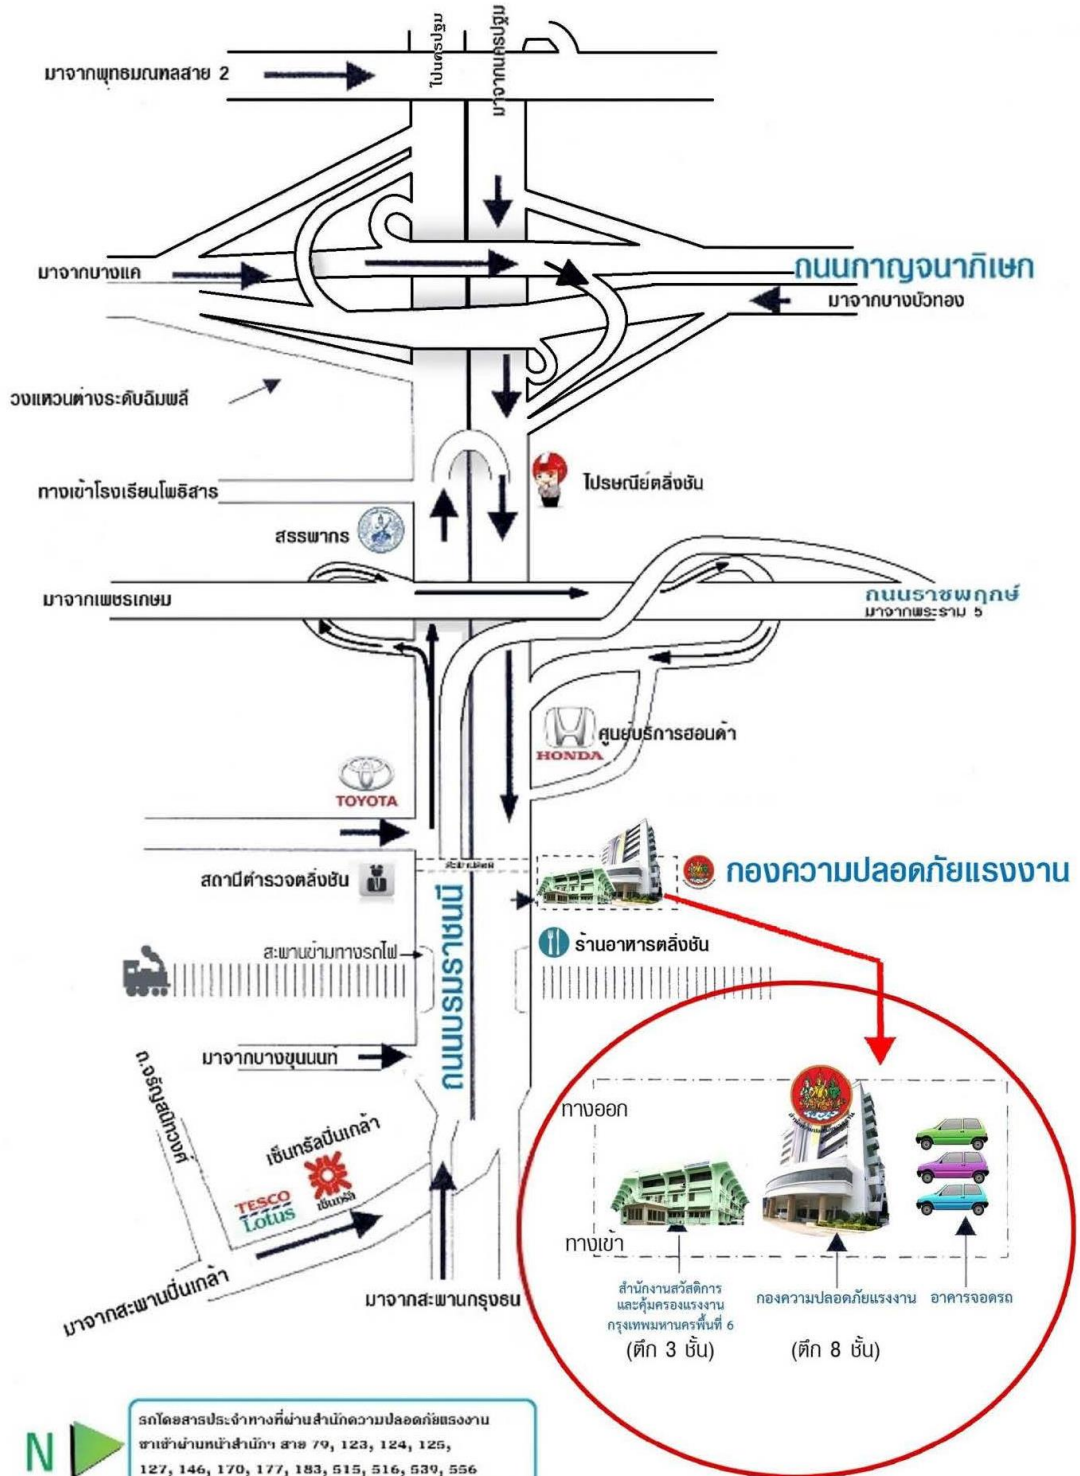 ไปนครปฐม
มาจากนครปฐม
มาจากพุทธมณฑลสาย 2
มาจากบางแค
ถนนกาญจนาภิเษก
มาจากบางบัวทอง
วงแหวนต่างระดับฉิมพลี
ทางเข้าโรงเรียนโพธิสาร
ไปรษณีย์ตลิ่งชัน
สรรพากร
มาจากเพชรเกษม
ถนนราชพฤกษ์
มาจากพระราม 5
HONDA
ศูนย์บริการฮอนด้า
TOYOTA
สถานีตำรวจตลิ่งชัน
สะพานลอย
กองความปลอดภัยแรงงาน
ถนนบรมราชชนนี
สะพานข้ามทางรถไฟ
ร้านอาหารตลิ่งชัน
มาจากบางขุนนนท์
ถ.จรัญสนิทวงศ์
เซ็นทรัลปิ่นเกล้า
เซ็นทรัล
TESCO
Lotus
มาจากสะพานปิ่นเกล้า
มาจากสะพานกรุงธน
ทางออก
ทางเข้า
สำนักงานสวัสดิการ
และคุ้มครองแรงงาน
กรุงเทพมหานครพื้นที่ 6
(ตึก 3 ชั้น)
กองความปลอดภัยแรงงาน
(ตึก 8 ชั้น)
อาคารจอดรถ
N
รถโดยสารประจำทางที่ผ่านสำนักความปลอดภัยแรงงาน
ขาเข้าผ่านหน้าสำนักฯ สาย 79, 123, 124, 125,
127, 146, 170, 177, 183, 515, 516, 539, 556